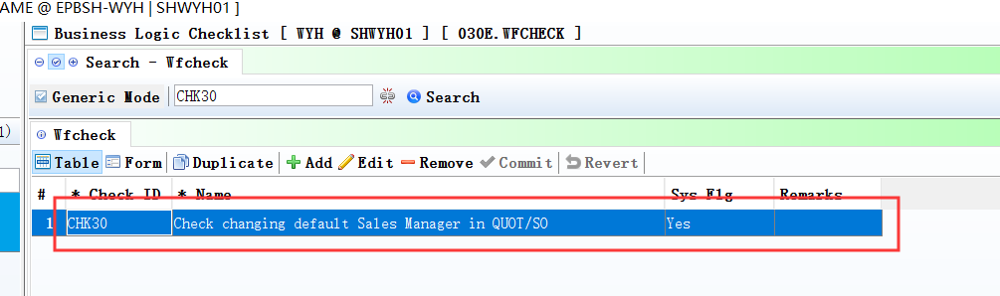 AME @ EPBSH-WYH | SHWYH01 ]
Business Logic Checklist [ WYH @ SHWYH01 ] [ 030E.WFCHECK ]
Search - Wfcheck
Generic Mode CHK30 Search
1)
Wfcheck
Table Form Duplicate Add Edit Remove Commit Revert
# * Check ID * Name Sys Flg Remarks
1 CHK30 Check changing default Sales Manager in QUOT/SO Yes